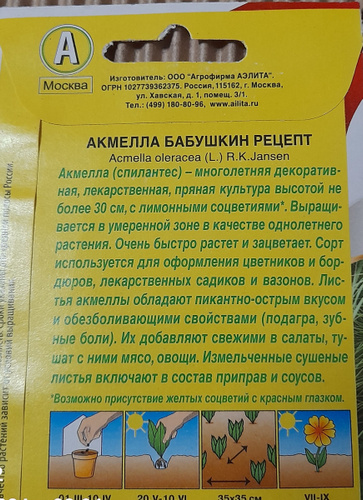 А
Москва
Изготовитель: ООО "Агрофирма АЭЛИТА".
ОГРН 1027739362375. Россия, 115162, г. Москва,
ул. Хавская, д. 1, помещ. 3/1.
Тел.: (499) 180-80-96, www.ailita.ru
АКМЕЛЛА БАБУШКИН РЕЦЕПТ
Acmella oleracea (L.) R.K.Jansen
Акмелла (спилантес) – многолетняя декоратив-
ная, лекарственная, пряная культура высотой не
более 30 см, с лимонными соцветиями*. Выращи-
вается в умеренной зоне в качестве однолетнего
растения. Очень быстро растет и зацветает. Сорт
используется для оформления цветников и бор-
дюров, лекарственных садиков и вазонов. Лис-
тья акмеллы обладают пикантно-острым вкусом
и обезболивающими свойствами (подагра, зуб-
ные боли). Их добавляют свежими в салаты, ту-
шат с ними мясо, овощи. Измельченные сушеные
листья включают в состав приправ и соусов.
*Возможно присутствие желтых соцветий с красным глазком.
01.III-10.IV
20.V-10.VI
35x35 см
VII-IX